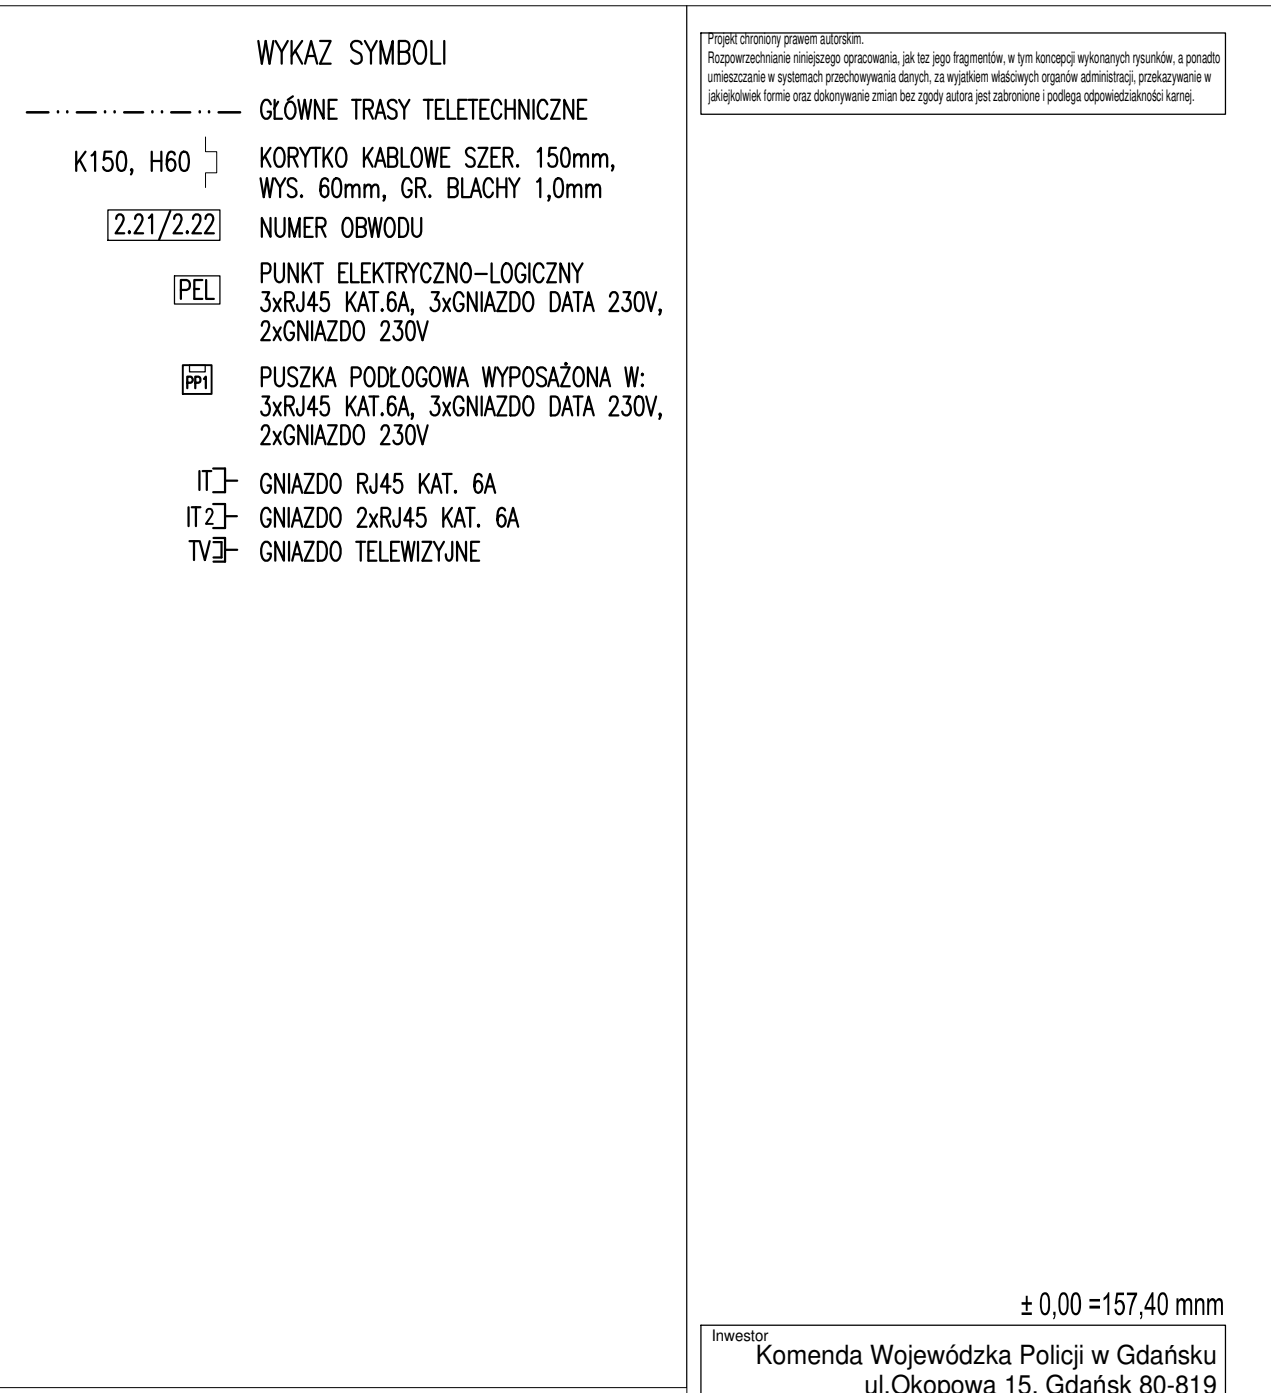 WYKAZ SYMBOLI
GŁÓWNE TRASY TELETECHNICZNE
K150, H60 KORYTKO KABLOWE SZER. 150mm,
WYS. 60mm, GR. BLACHY 1,0mm
2.21/2.22 NUMER OBWODU
PEL PUNKT ELEKTRYCZNO-LOGICZNY
3xRJ45 KAT.6A, 3xGNIAZDO DATA 230V,
2xGNIAZDO 230V
PP1 PUSZKA PODŁOGOWA WYPOSAŻONA W:
3xRJ45 KAT.6A, 3xGNIAZDO DATA 230V,
2xGNIAZDO 230V
IT GNIAZDO RJ45 KAT. 6A
IT 2 GNIAZDO 2xRJ45 KAT. 6A
TV GNIAZDO TELEWIZYJNE
Projekt chroniony prawem autorskim.
Rozpowrzechnianie niniejszego opracowania, jak tez jego fragmentów, w tym koncepcji wykonanych rysunków, a ponadto
umieszczanie w systemach przechowywania danych, za wyjatkiem właściwych organów administracji, przekazywanie w
jakiejkolwiek formie oraz dokonywanie zmian bez zgody autora jest zabronione i podlega odpowiedziakności karnej.
± 0,00 =157,40 mnm
Inwestor
Komenda Wojewódzka Policji w Gdańsku
ul.Okopowa 15, Gdańsk 80-819